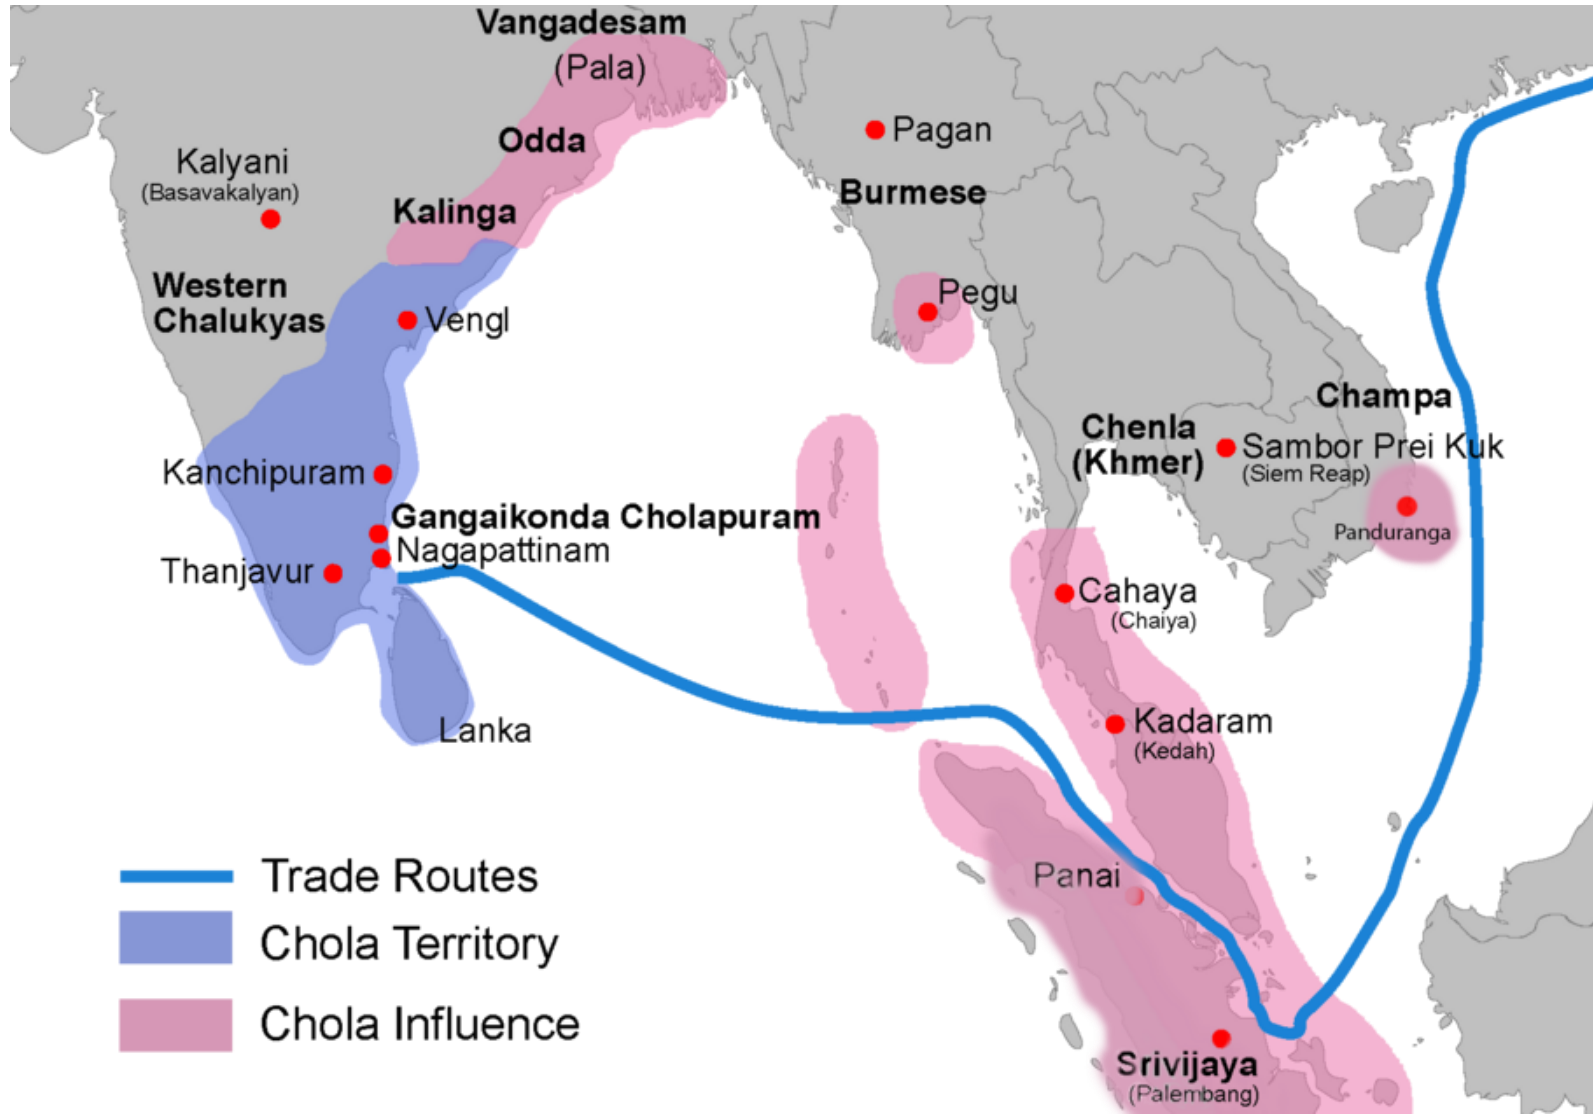 Vangadesam
(Pala)
Odda
Kalyani
(Basavakalyan)
Kalinga
Pagan
Burmese
Western
Chalukyas
Vengl
Pegu
Champa
Chenla
(Khmer)
Sambor Prei Kuk
(Siem Reap)
Kanchipuram
Gangaikonda Cholapuram
Nagapattinam
Panduranga
Thanjavur
Cahaya
(Chaiya)
Lanka
Kadaram
(Kedah)
Panai
Trade Routes
Chola Territory
Chola Influence
Srivijaya
(Palembang)